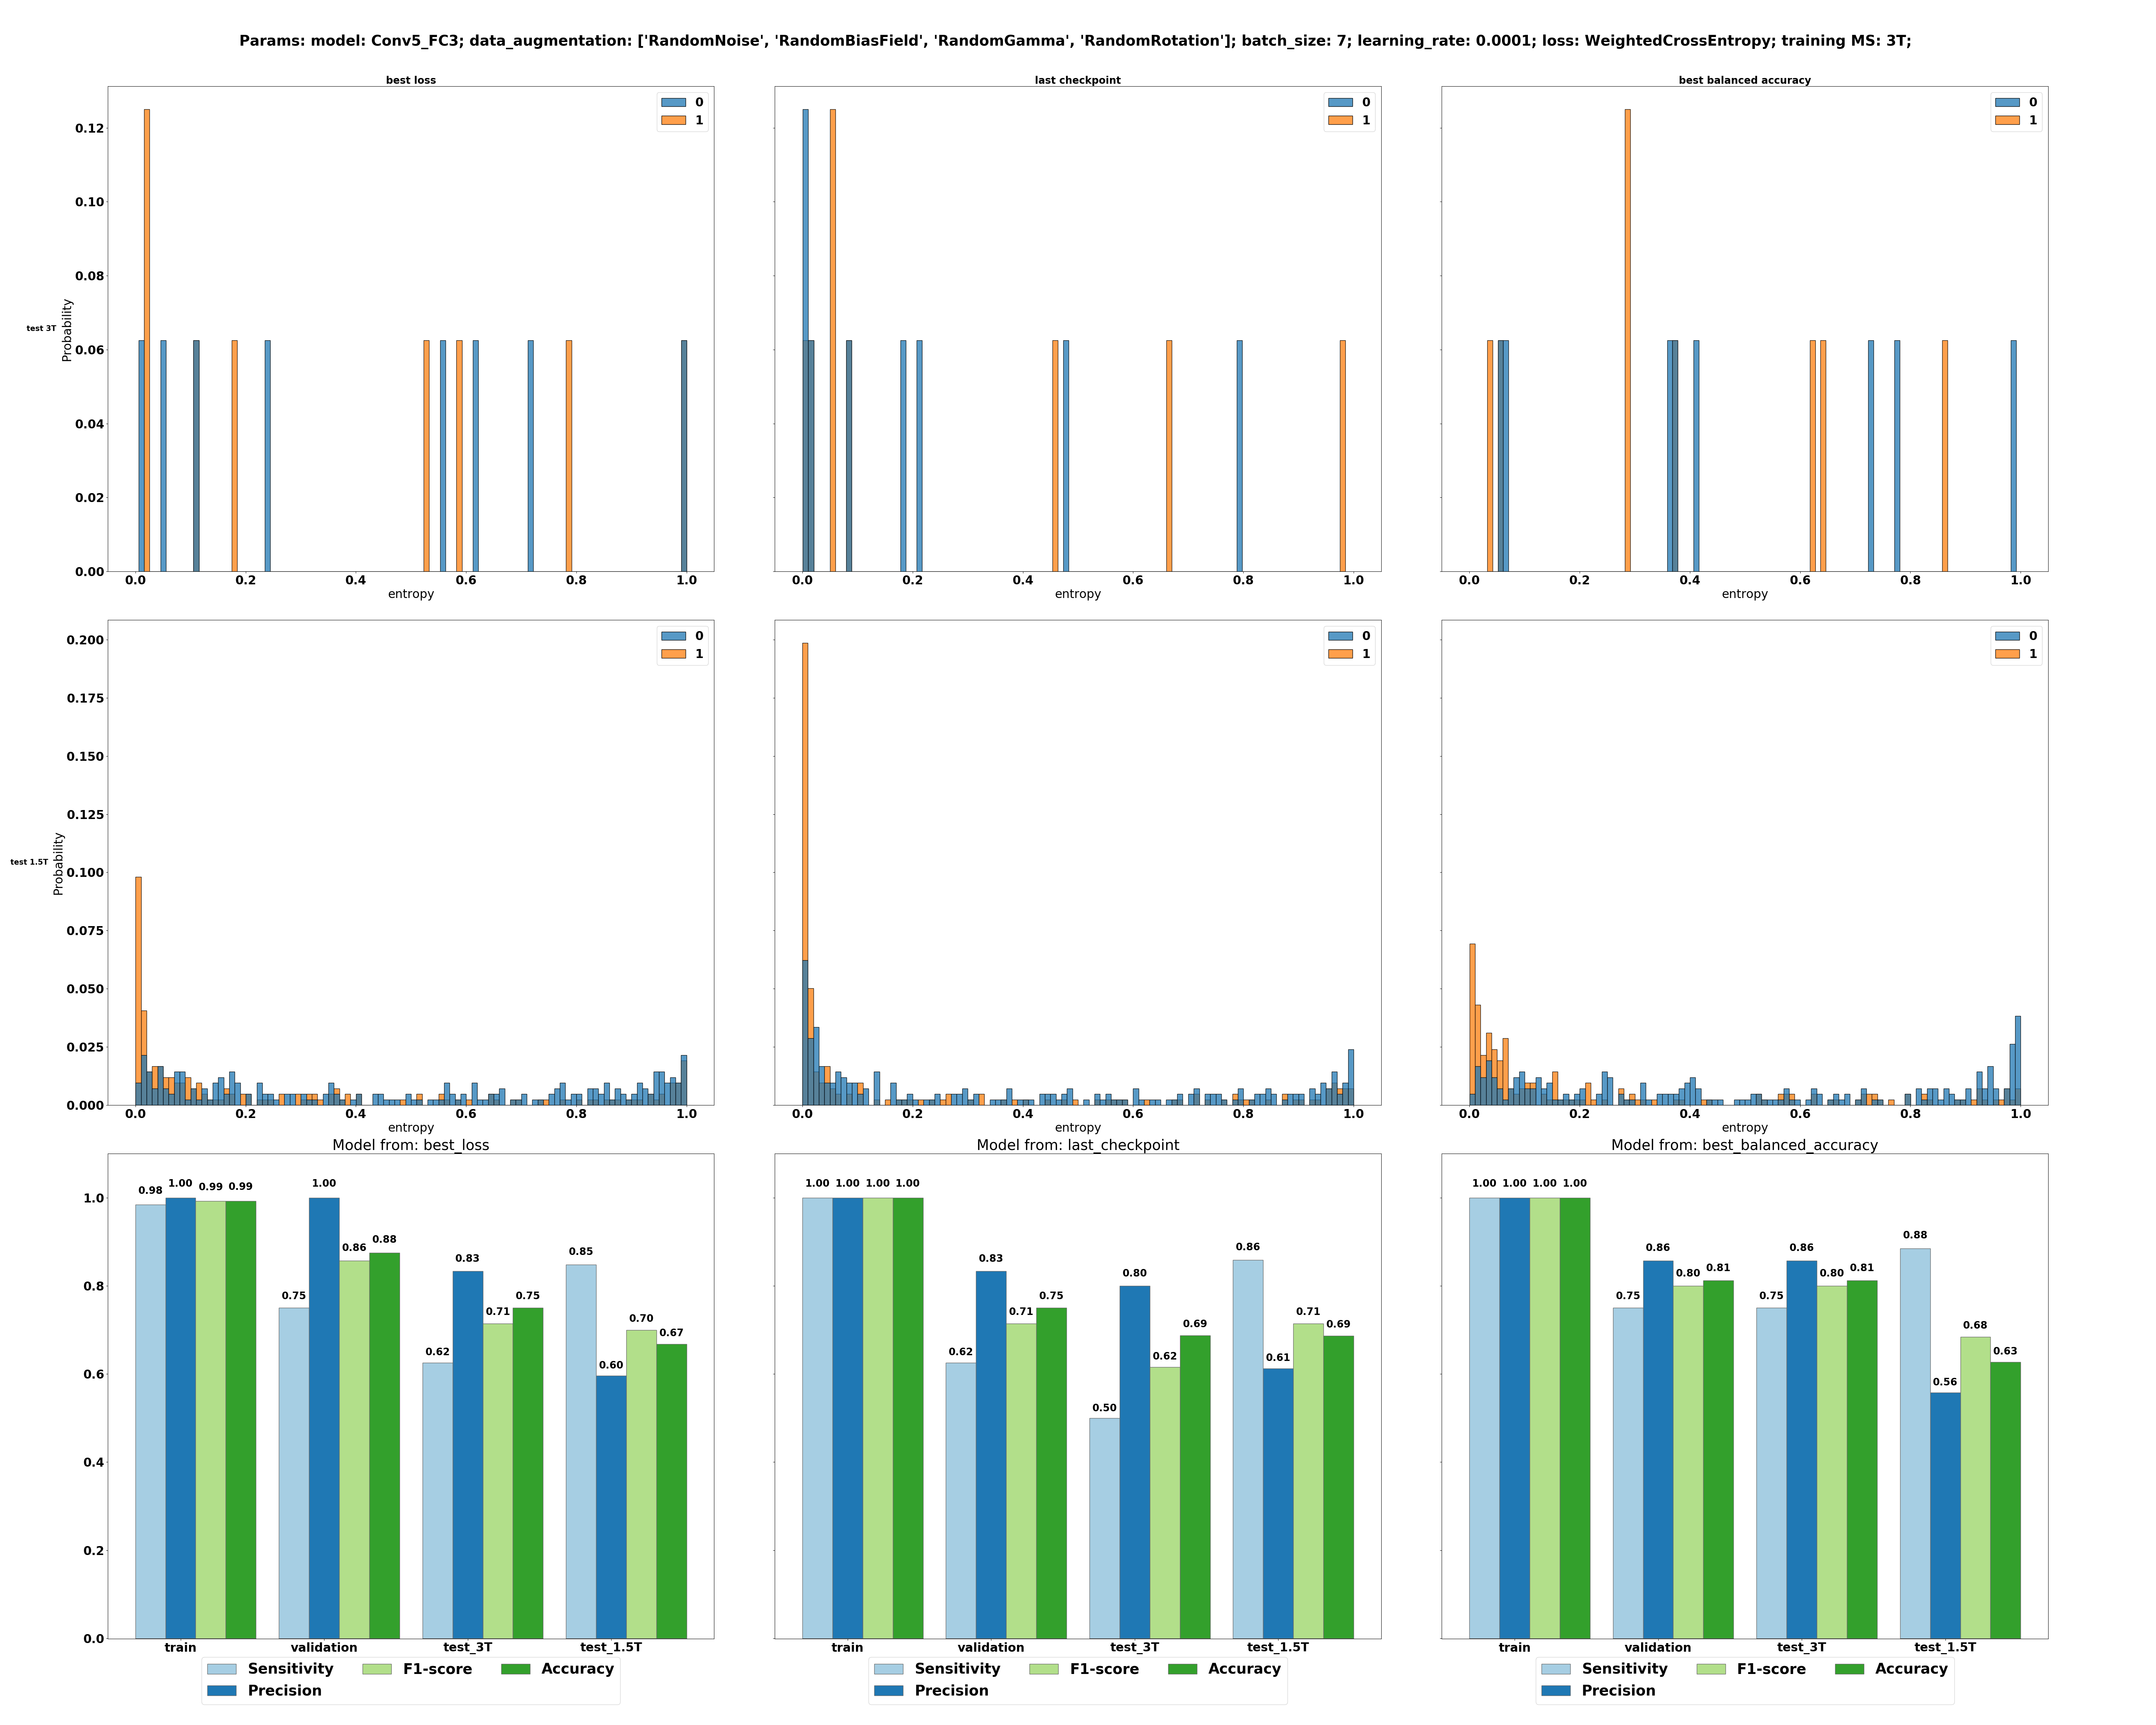 Params: model: Conv5_FC3; data_augmentation: ['RandomNoise', 'RandomBiasField', 'RandomGamma', 'RandomRotation']; batch_size: 7; learning_rate: 0.0001; loss: WeightedCrossEntropy; training MS: 3T;
best loss
last checkpoint
best balanced accuracy
test 3T
Probability
0.12
0.10
0.08
0.06
0.04
0.02
0.00
0
1
0
1
0
1
0.0 0.2 0.4 0.6 0.8 1.0
0.0 0.2 0.4 0.6 0.8 1.0
0.0 0.2 0.4 0.6 0.8 1.0
entropy
entropy
entropy
test 1.5T
Probability
0.200
0.175
0.150
0.125
0.100
0.075
0.050
0.025
0.000
0
1
0
1
0
1
0.0 0.2 0.4 0.6 0.8 1.0
0.0 0.2 0.4 0.6 0.8 1.0
0.0 0.2 0.4 0.6 0.8 1.0
entropy
entropy
entropy
Model from: best_loss
1.0
0.8
0.6
0.4
0.2
0.0
0.98 1.00 0.99 0.99
0.75 1.00 0.86 0.88
0.62 0.83 0.71 0.75
0.85 0.60 0.70 0.67
train validation test_3T test_1.5T
Sensitivity F1-score Accuracy
Precision
Model from: last_checkpoint
1.00 1.00 1.00 1.00
0.62 0.83 0.71 0.75
0.50 0.80 0.62 0.69
0.86 0.61 0.71 0.69
train validation test_3T test_1.5T
Sensitivity F1-score Accuracy
Precision
Model from: best_balanced_accuracy
1.00 1.00 1.00 1.00
0.75 0.86 0.80 0.81
0.75 0.86 0.80 0.81
0.88 0.56 0.68 0.63
train validation test_3T test_1.5T
Sensitivity F1-score Accuracy
Precision